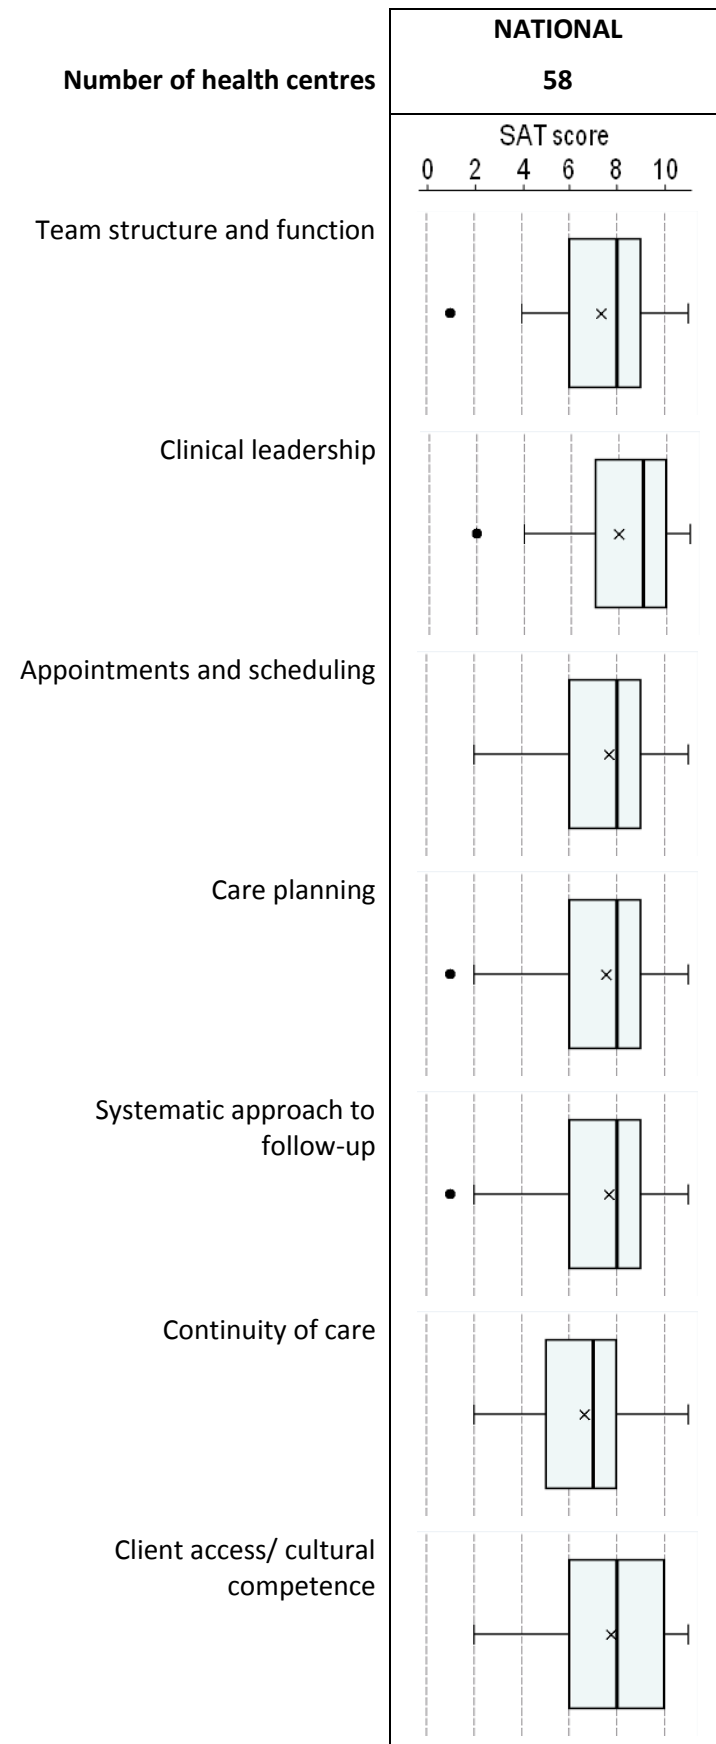 NATIONAL
Number of health centres 58
SAT score
0 2 4 6 8 10
Team structure and function
Clinical leadership
Appointments and scheduling
Care planning
Systematic approach to
follow-up
Continuity of care
Client access/ cultural
competence